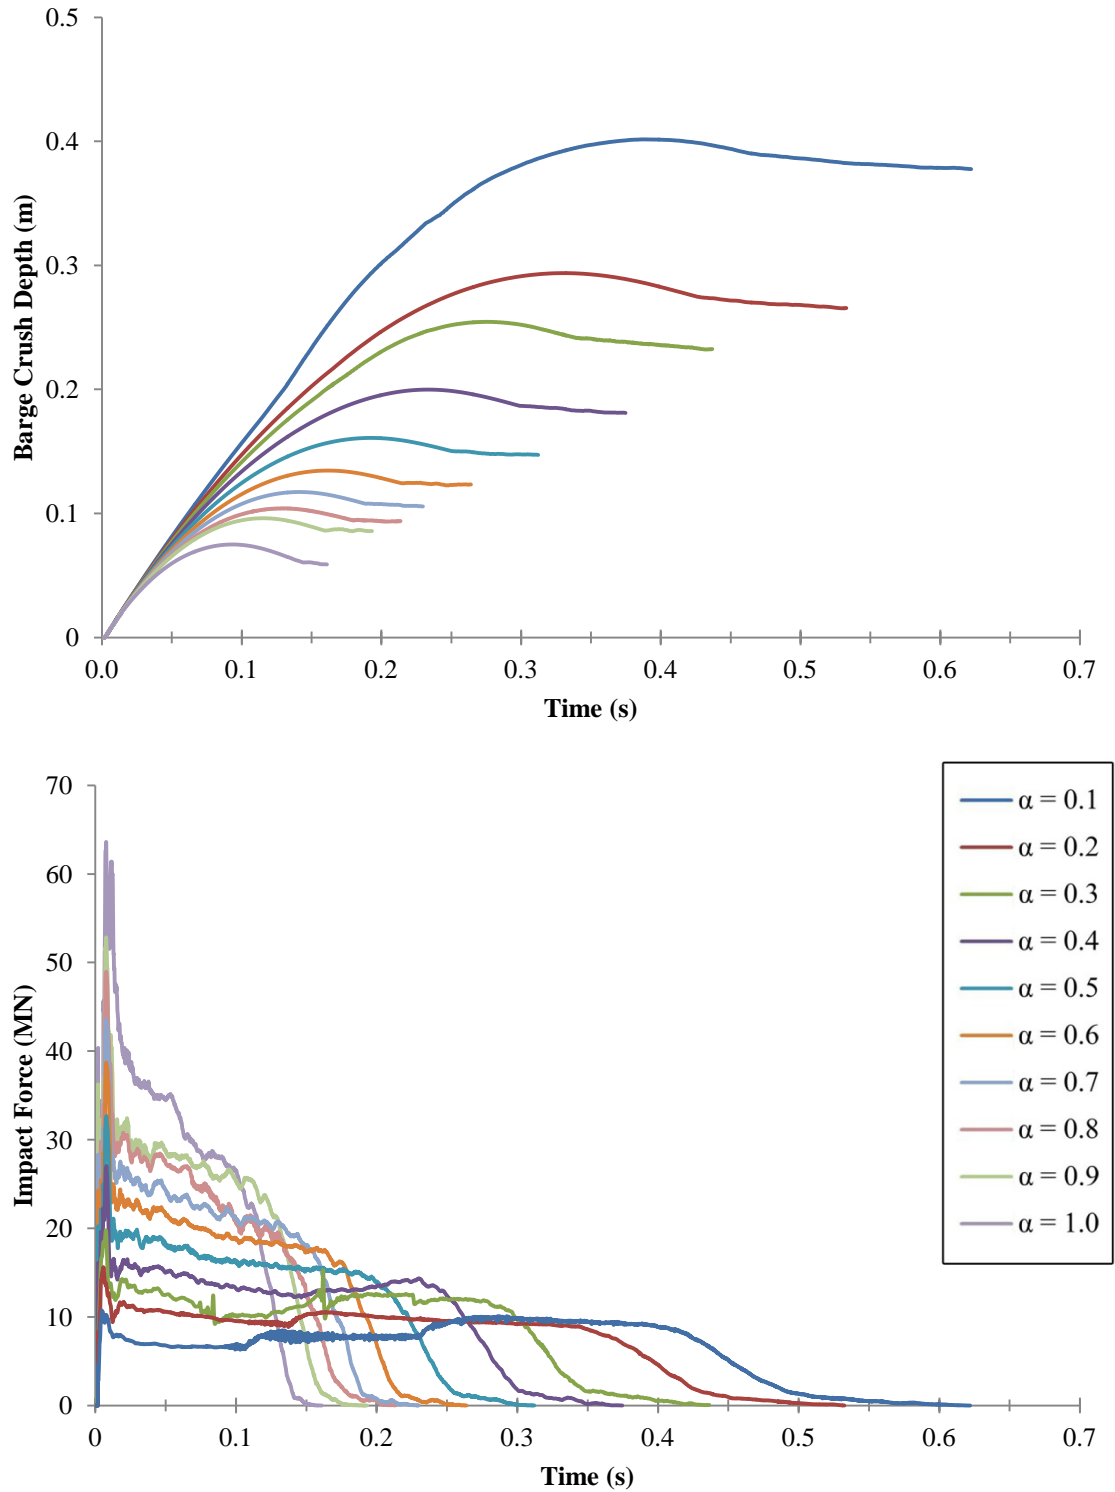 0.5
0.4
0.3
0.2
0.1
0
Barge Crush Depth (m)
0.0 0.1 0.2 0.3 0.4 0.5 0.6 0.7
Time (s)
70
60
50
40
30
20
10
0
Impact Force (MN)
α = 0.1
α = 0.2
α = 0.3
α = 0.4
α = 0.5
α = 0.6
α = 0.7
α = 0.8
α = 0.9
α = 1.0
0 0.1 0.2 0.3 0.4 0.5 0.6 0.7
Time (s)